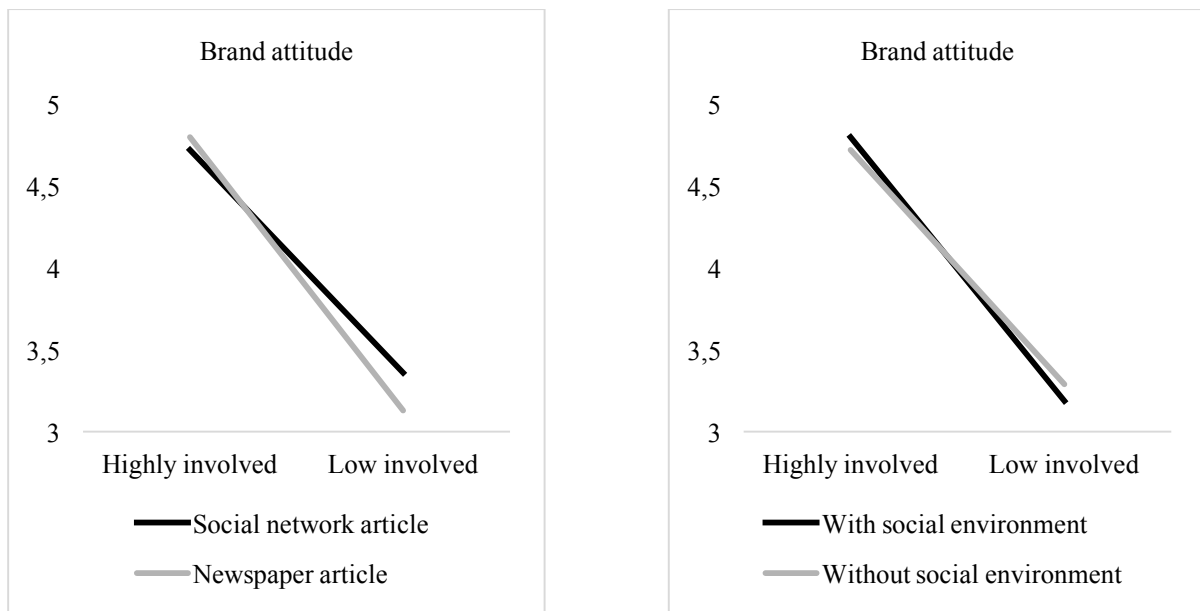 Brand attitude
5
4,5
4
3,5
3
Highly involved Low involved
Social network article
Newspaper article
Brand attitude
5
4,5
4
3,5
3
Highly involved Low involved
With social environment
Without social environment